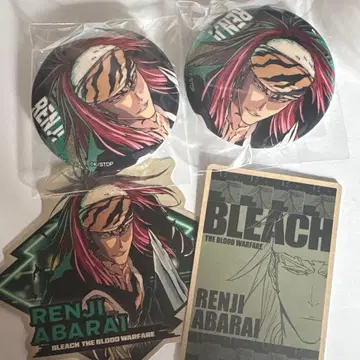 RENJI
RENJI
RENJI
ABARAI
BLEACH THE BLOOD WARFARE
BLEACH
THE BLOOD WARFARE
RENJI
ABARAI